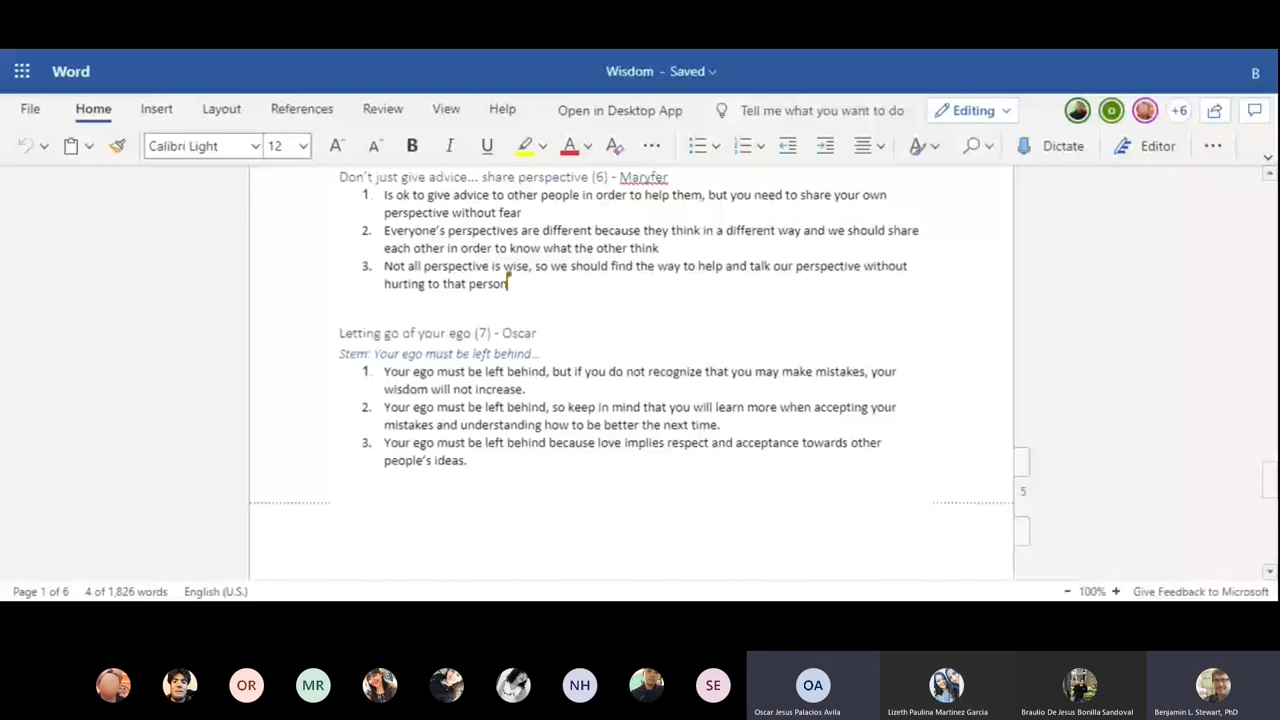 Word
Wisdom - Saved
B
File Home Insert Layout References Review View Help Open in Desktop App Tell me what you want to do Editing O +6
Calibri Light 12 A A B I U A A Dictate Editor
Don't just give advice... share perspective (6) - Maryfer
1. Is ok to give advice to other people in order to help them, but you need to share your own
perspective without fear
2. Everyone's perspectives are different because they think in a different way and we should share
each other in order to know what the other think
3. Not all perspective is wise, so we should find the way to help and talk our perspective without
hurting to that person
Letting go of your ego (7) - Oscar
Stem: Your ego must be left behind...
1. Your ego must be left behind, but if you do not recognize that you may make mistakes, your
wisdom will not increase.
2. Your ego must be left behind, so keep in mind that you will learn more when accepting your
mistakes and understanding how to be better the next time.
3. Your ego must be left behind because love implies respect and acceptance towards other
people's ideas.
5
Page 1 of 6 4 of 1,826 words English (U.S.) - 100% + Give Feedback to Microsoft
OR MR NH SE OA
Oscar Jesus Palacios Avila Lizeth Paulina Martinez Garcia Braulio De Jesus Bonilla Sandoval Benjamin L. Stewart, PhD